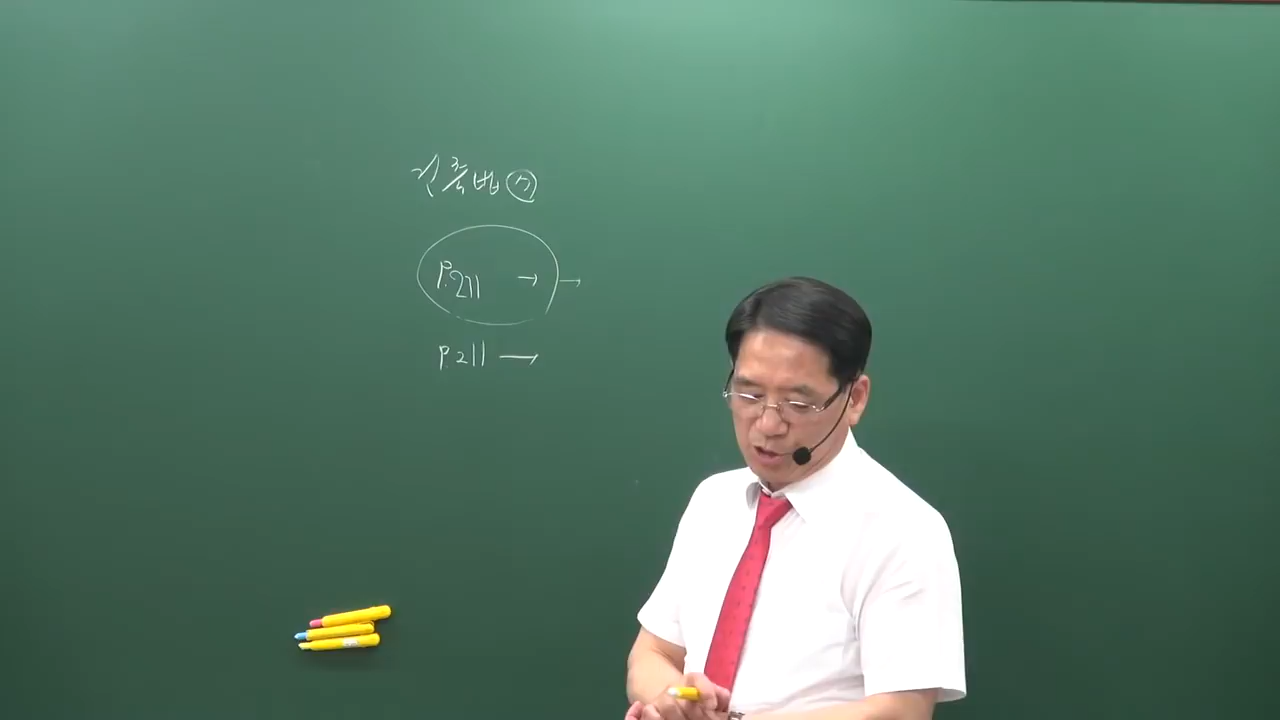 건축법 ⑦
P.211 → →
P.211 →